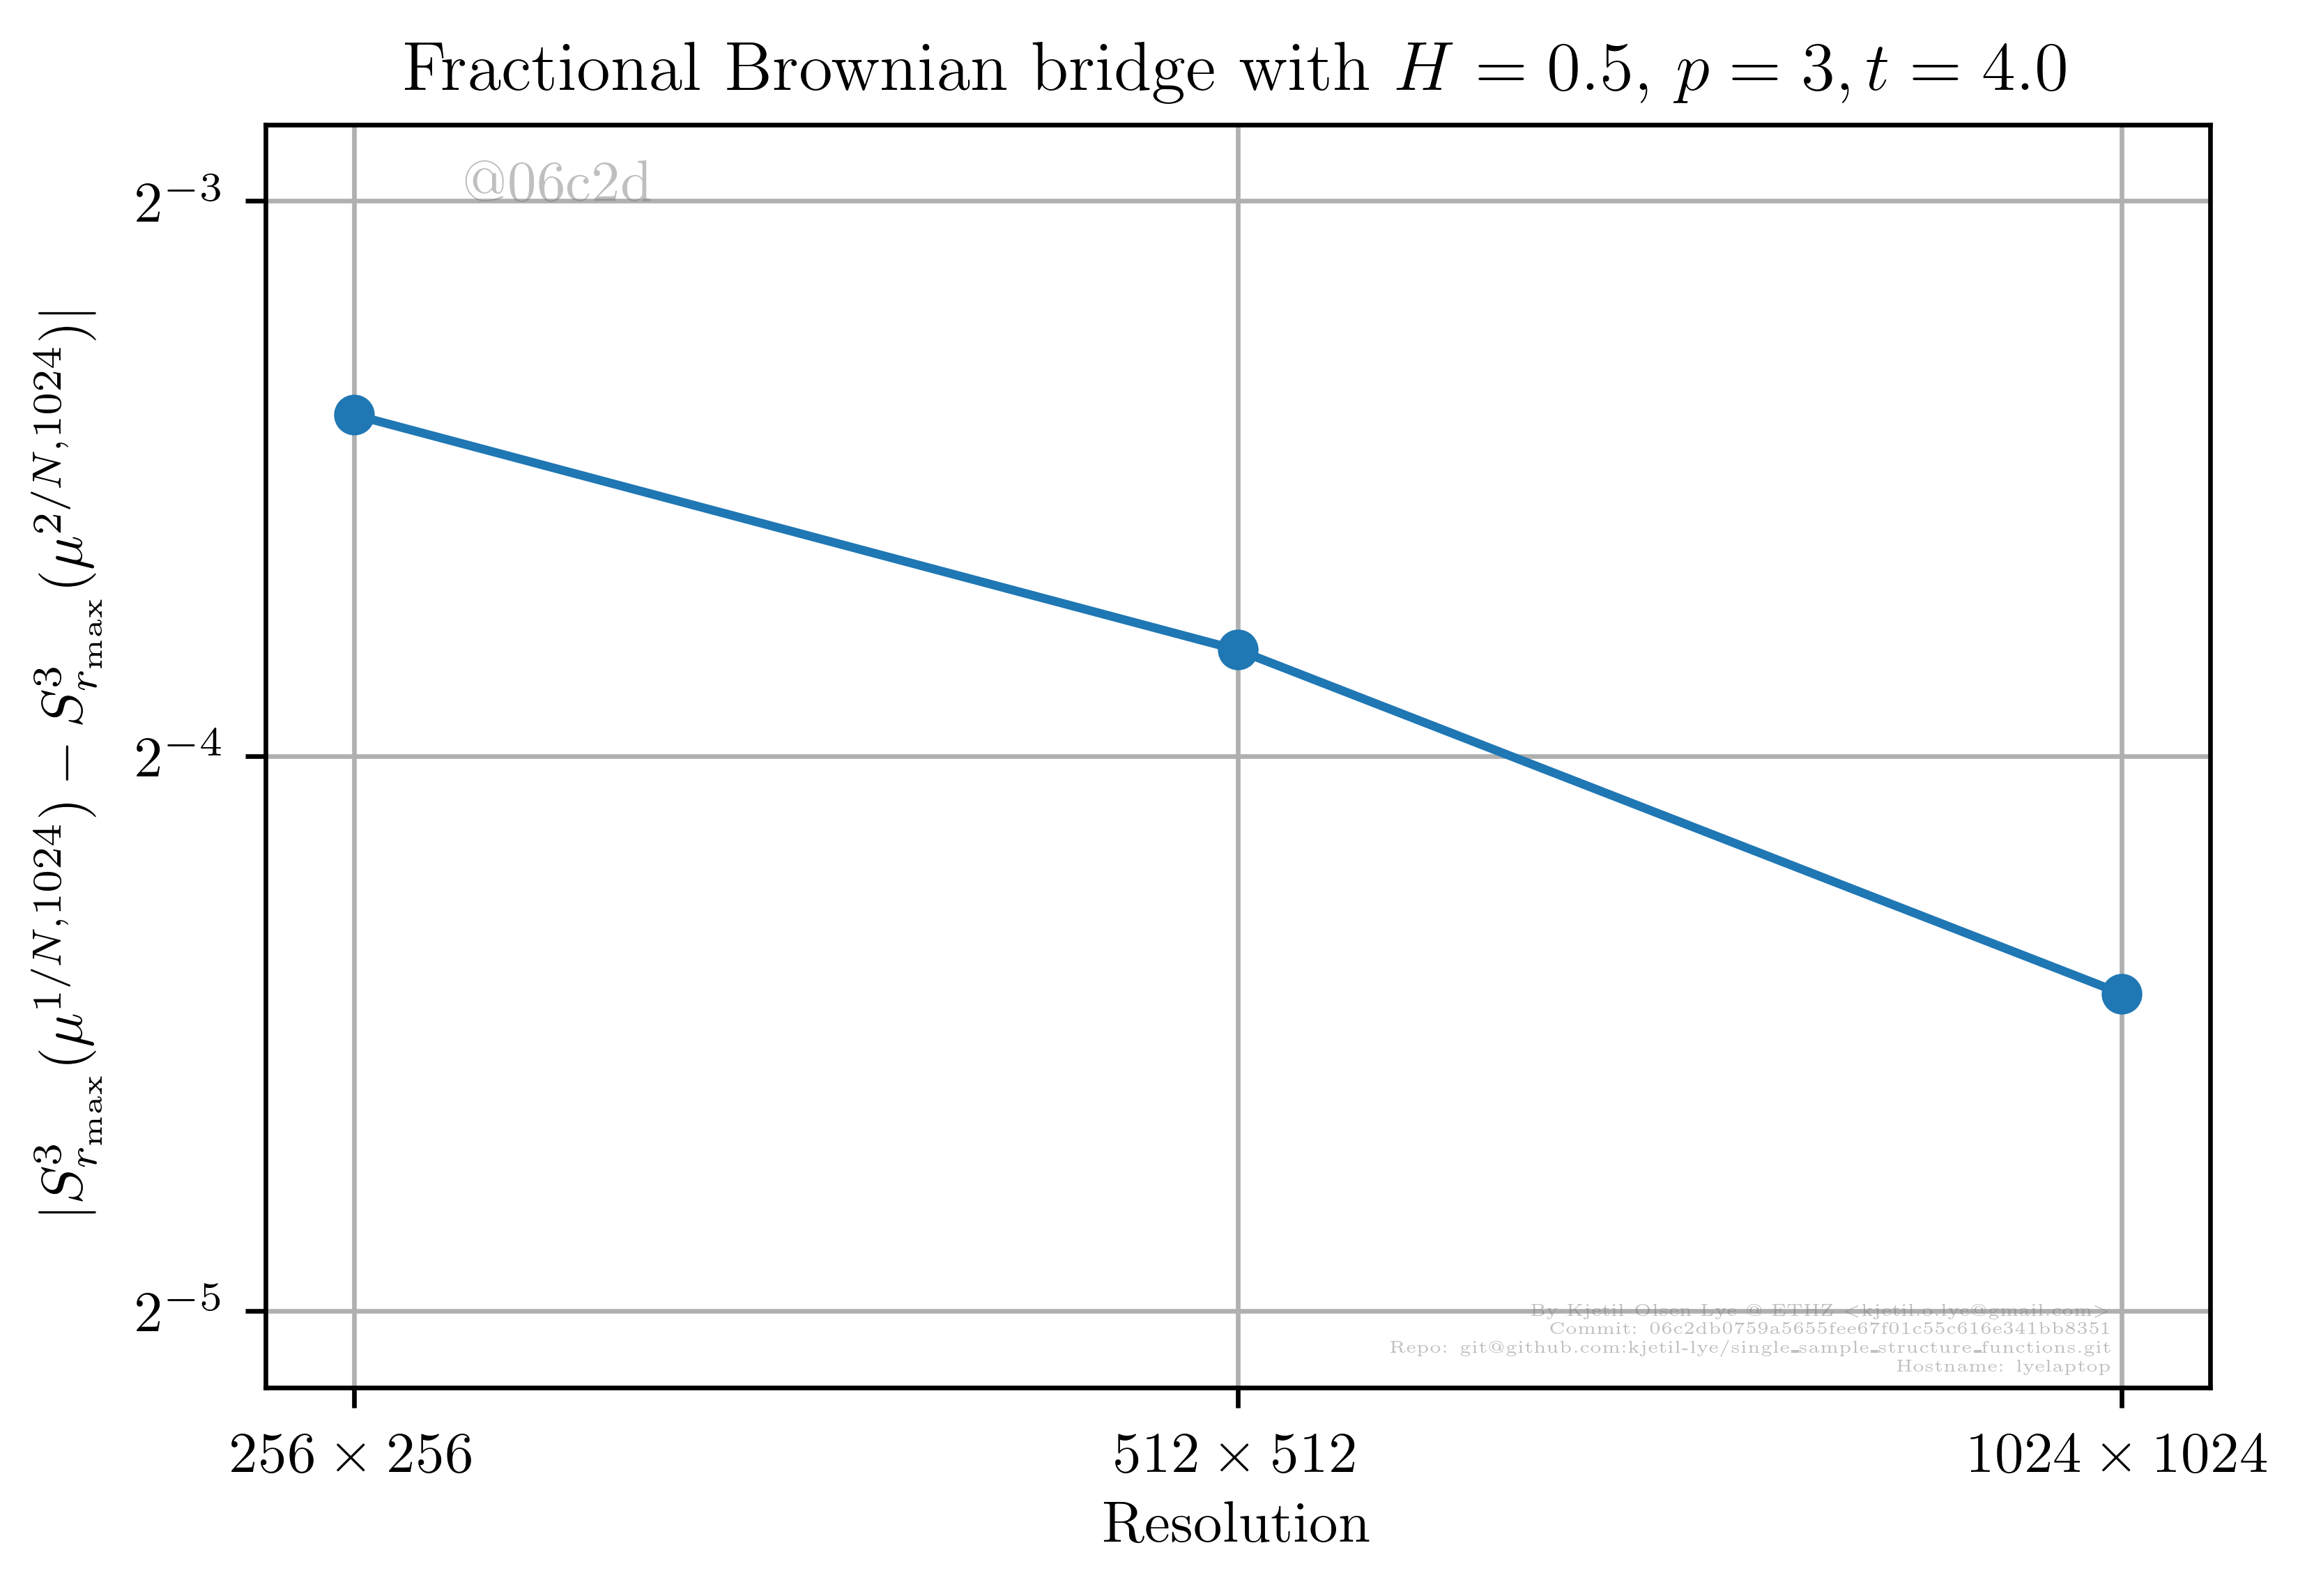 Fractional Brownian bridge with H = 0.5, p = 3, t = 4.0
@06c2d
2⁻³
2⁻⁴
2⁻⁵
|S³_{r_max}(μ^{1/N,1024}) − S³_{r_max}(μ^{2/N,1024})|
By Kjetil Olsen Lye @ ETHZ <kjetil.o.lye@gmail.com>
Commit: 06c2db0759a5655fee67f01c55c616e341bb8351
Repo: git@github.com:kjetil-lye/single_sample_structure_functions.git
Hostname: lyelaptop
256 × 256
512 × 512
1024 × 1024
Resolution